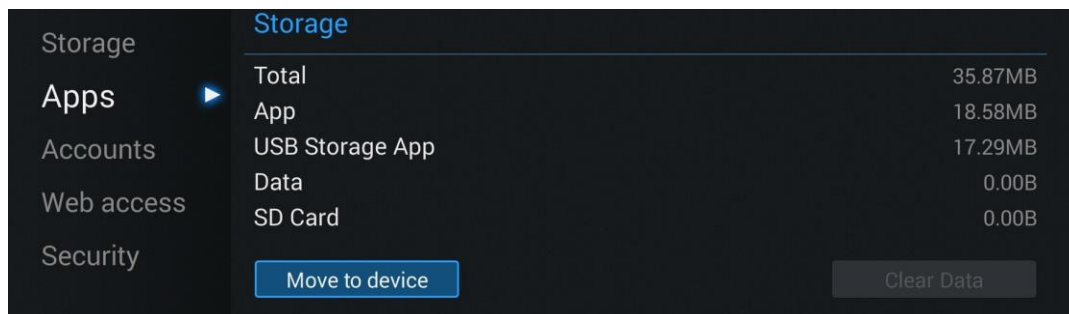 Storage
Apps
Accounts
Web access
Security
Storage
Total 35.87MB
App 18.58MB
USB Storage App 17.29MB
Data 0.00B
SD Card 0.00B
Move to device Clear Data